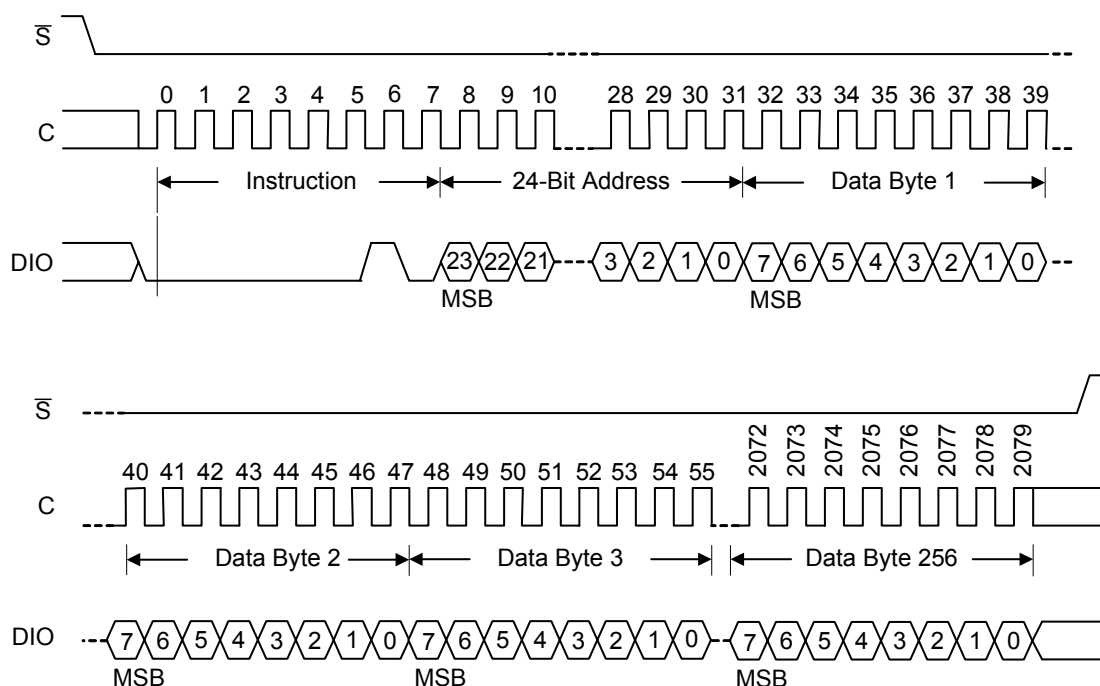 S̅
0 1 2 3 4 5 6 7 8 9 10 28 29 30 31 32 33 34 35 36 37 38 39
C
Instruction 24-Bit Address Data Byte 1
DIO 23 22 21 3 2 1 0 7 6 5 4 3 2 1 0
MSB MSB
S̅
2072 2073 2074 2075 2076 2077 2078 2079
40 41 42 43 44 45 46 47 48 49 50 51 52 53 54 55
C
Data Byte 2 Data Byte 3 Data Byte 256
DIO 7 6 5 4 3 2 1 0 7 6 5 4 3 2 1 0 7 6 5 4 3 2 1 0
MSB MSB MSB